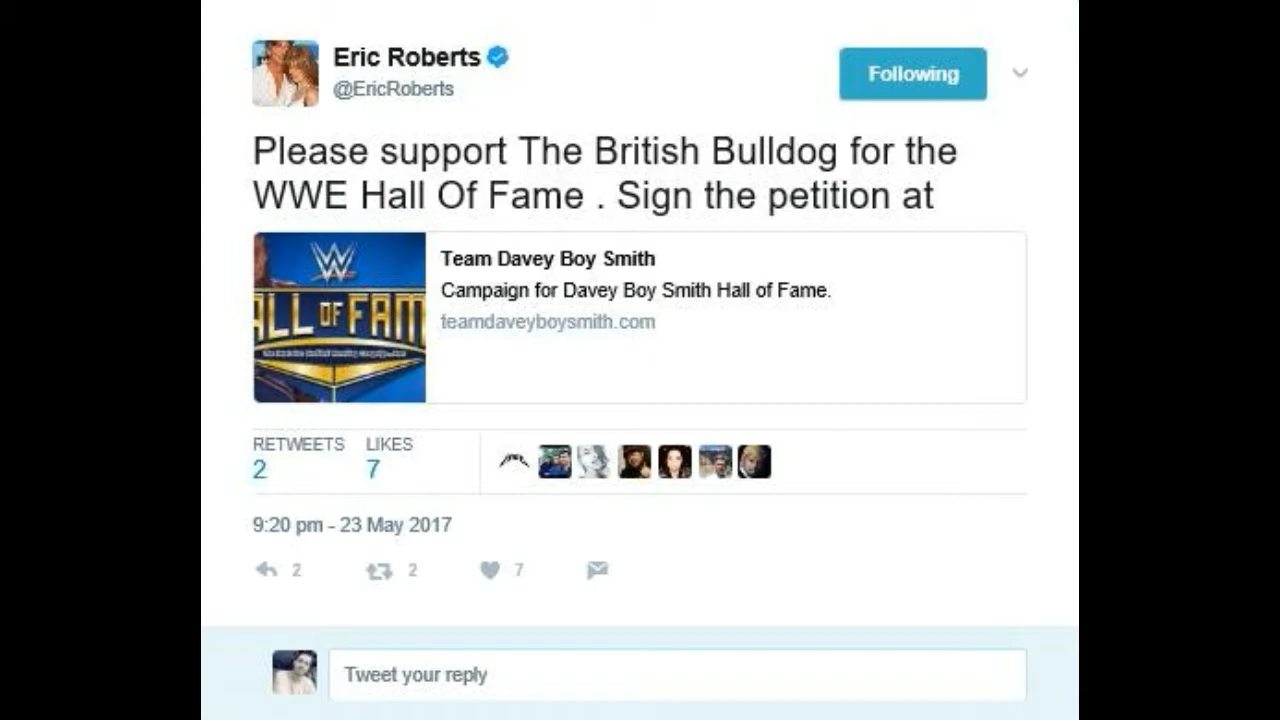 Eric Roberts
@EricRoberts
Following
Please support The British Bulldog for the
WWE Hall Of Fame . Sign the petition at
W
ALL OF FAM
Team Davey Boy Smith
Campaign for Davey Boy Smith Hall of Fame.
teamdaveyboysmith.com
RETWEETS LIKES
2 7
9:20 pm - 23 May 2017
2 2 7
Tweet your reply